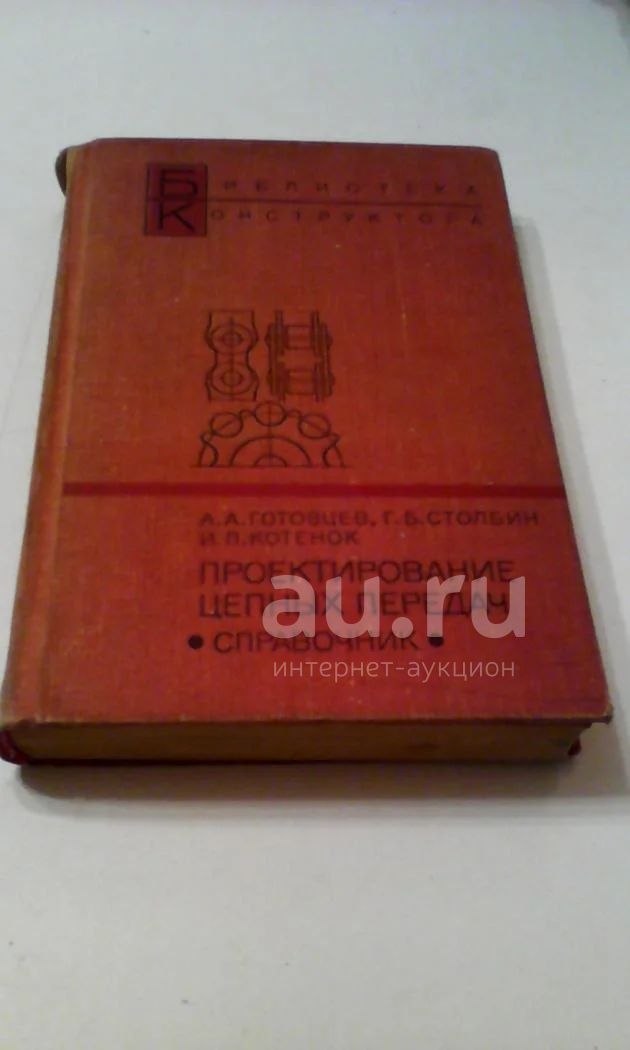 БИБЛИОТЕКА
КОНСТРУКТОРА
А.А.ГОТОВЦЕВ, Г.Б.СТОЛБИН
И.П.КОТЕНОК
ПРОЕКТИРОВАНИЕ
ЦЕПНЫХ ПЕРЕДАЧ
• СПРАВОЧНИК •
au.ru
интернет-аукцион